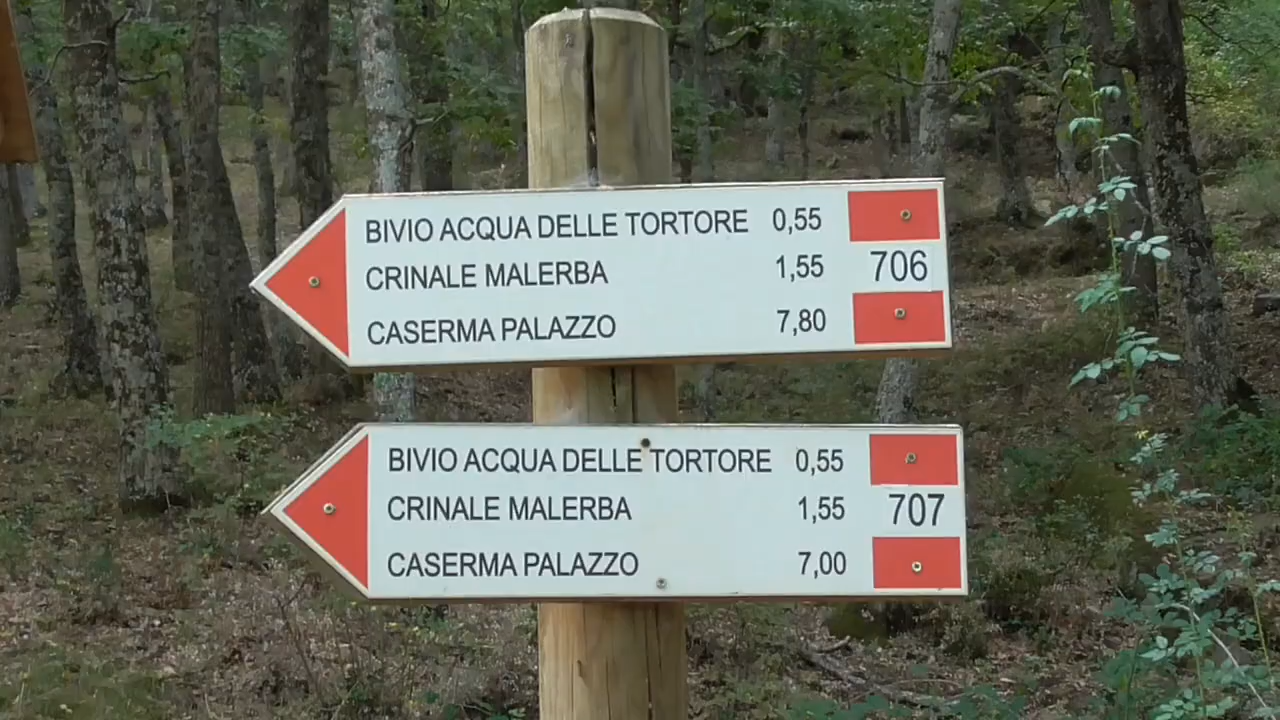 BIVIO ACQUA DELLE TORTORE 0,55
CRINALE MALERBA 1,55 706
CASERMA PALAZZO 7,80
BIVIO ACQUA DELLE TORTORE 0,55
CRINALE MALERBA 1,55 707
CASERMA PALAZZO 7,00